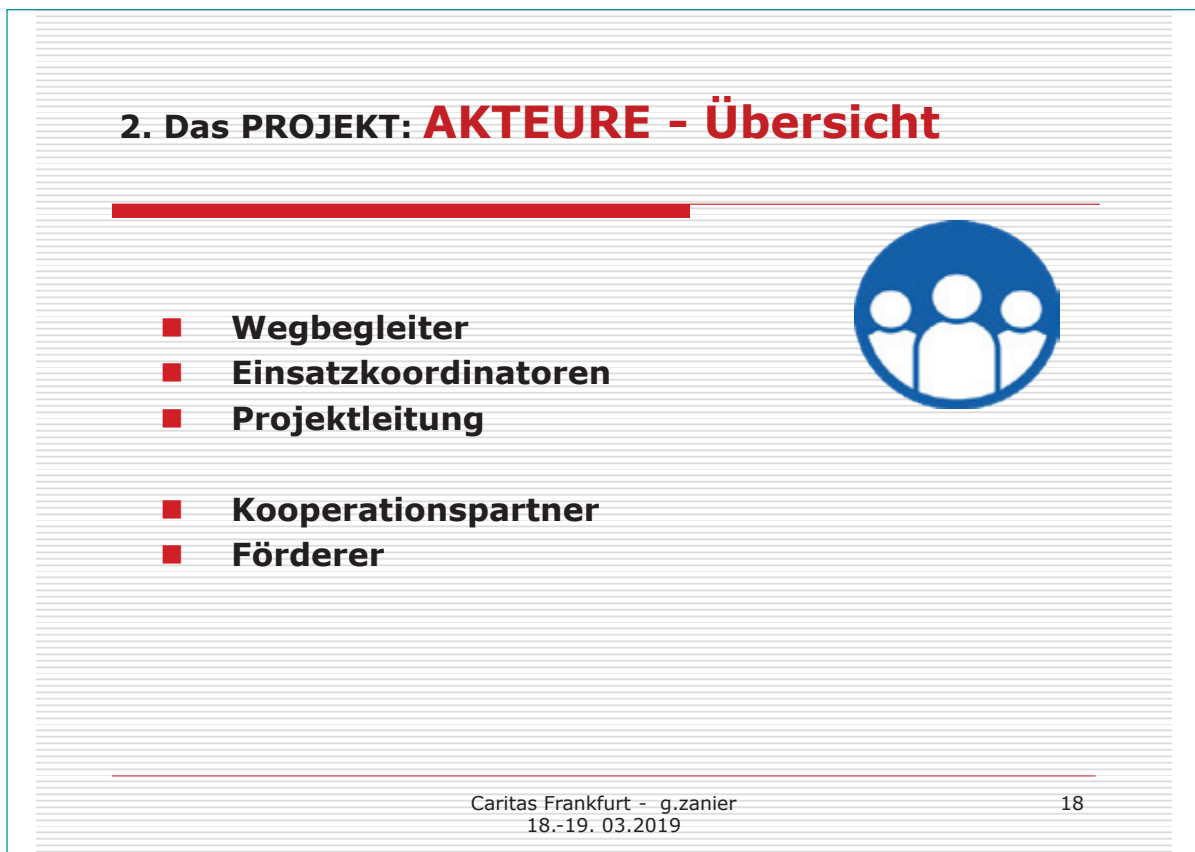 2. Das PROJEKT: AKTEURE - Übersicht
Wegbegleiter
Einsatzkoordinatoren
Projektleitung
Kooperationspartner
Förderer
Caritas Frankfurt - g.zanier
18.-19. 03.2019
18